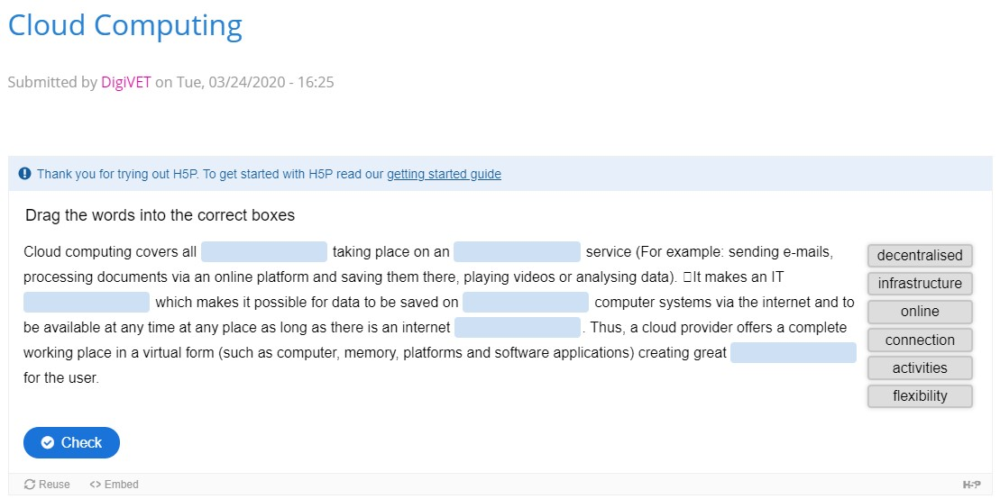 Cloud Computing
Submitted by DigiVET on Tue, 03/24/2020 - 16:25
Thank you for trying out H5P. To get started with H5P read our getting started guide
Drag the words into the correct boxes
Cloud computing covers all taking place on an service (For example: sending e-mails,
processing documents via an online platform and saving them there, playing videos or analysing data). It makes an IT
which makes it possible for data to be saved on computer systems via the internet and to
be available at any time at any place as long as there is an internet . Thus, a cloud provider offers a complete
working place in a virtual form (such as computer, memory, platforms and software applications) creating great
for the user.
decentralised
infrastructure
online
connection
activities
flexibility
Check
Reuse <> Embed
H5P